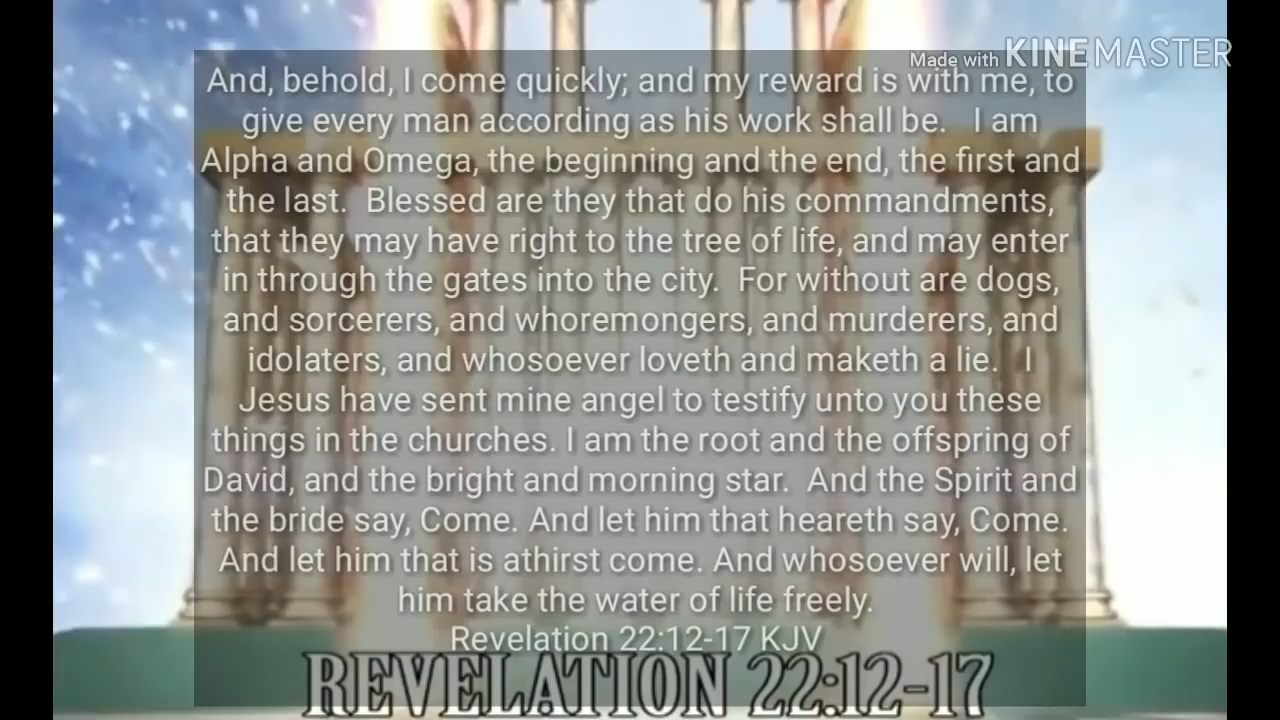 Made with KINEMASTER
And, behold, I come quickly; and my reward is with me, to
give every man according as his work shall be.   I am
Alpha and Omega, the beginning and the end, the first and
the last.  Blessed are they that do his commandments,
that they may have right to the tree of life, and may enter
in through the gates into the city.  For without are dogs,
and sorcerers, and whoremongers, and murderers, and
idolaters, and whosoever loveth and maketh a lie.   I
Jesus have sent mine angel to testify unto you these
things in the churches. I am the root and the offspring of
David, and the bright and morning star.  And the Spirit and
the bride say, Come. And let him that heareth say, Come.
And let him that is athirst come. And whosoever will, let
him take the water of life freely.
Revelation 22:12-17 KJV
REVELATION 22:12-17